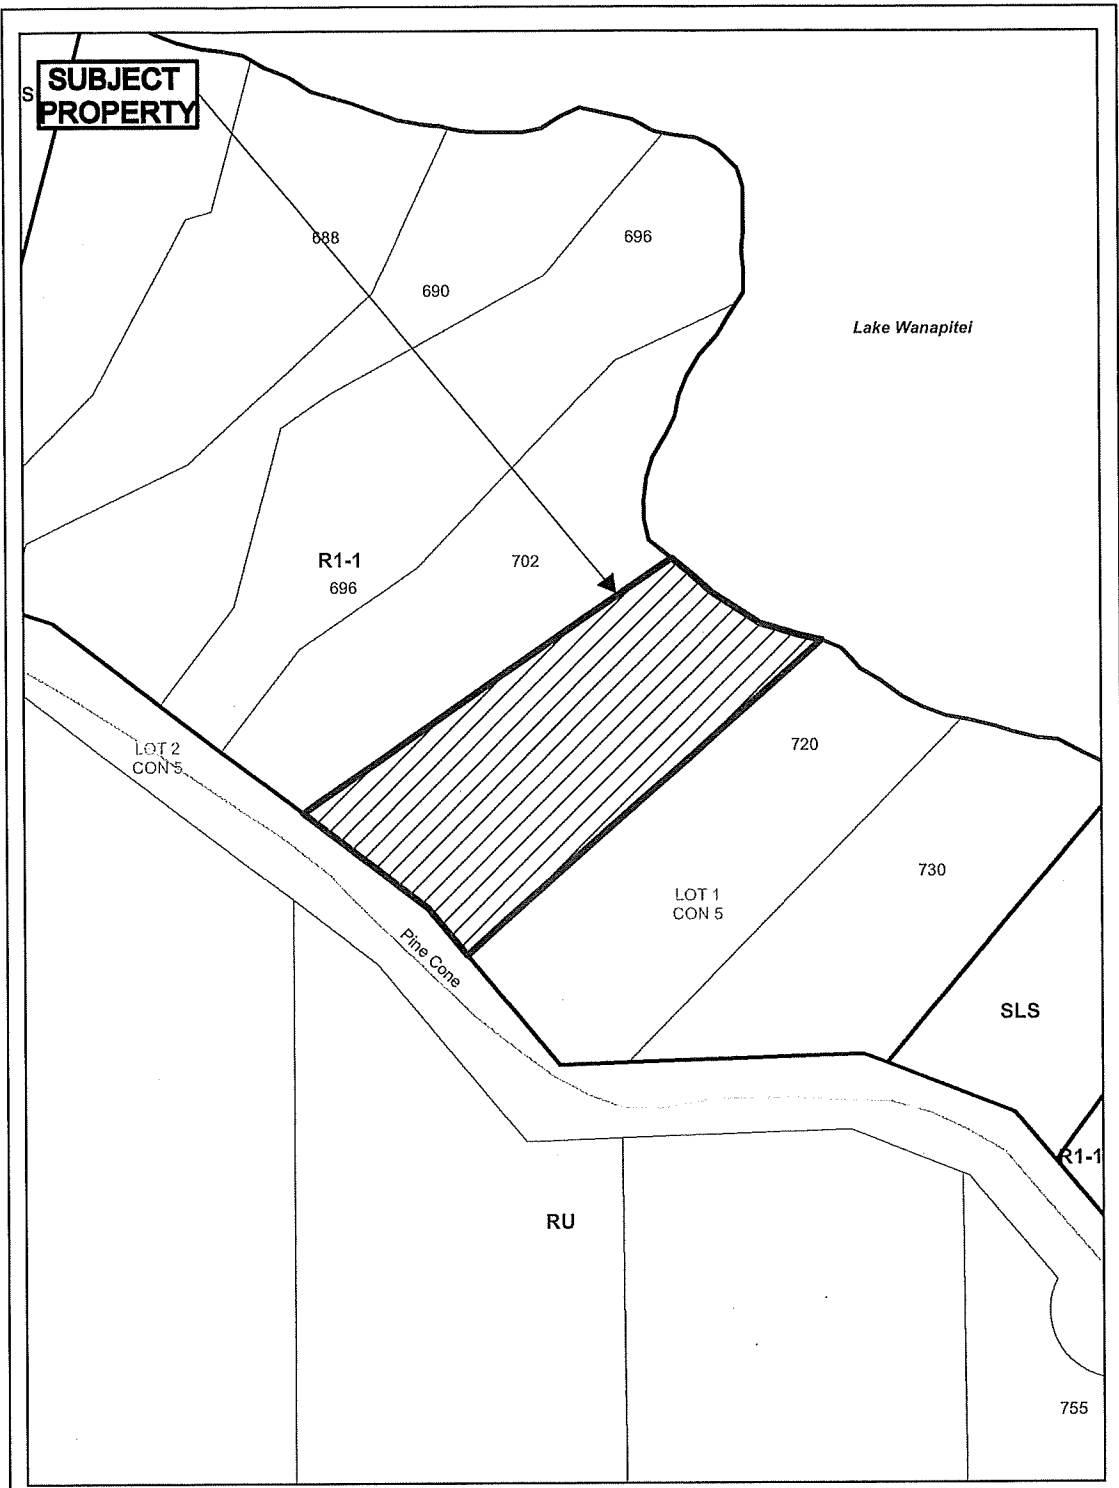 S
SUBJECT
PROPERTY
688
696
690
Lake Wanapitei
R1-1
702
696
LOT 2
CON 5
720
730
LOT 1
CON 5
Pine Cone
SLS
R1-1
RU
755